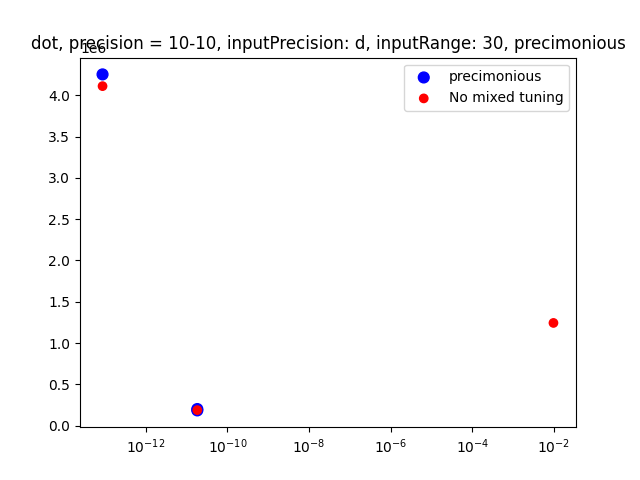 dot, precision = 10-10, inputPrecision: d, inputRange: 30, precimonious
1e6
precimonious
No mixed tuning
4.0
3.5
3.0
2.5
2.0
1.5
1.0
0.5
0.0
10⁻¹² 10⁻¹⁰ 10⁻⁸ 10⁻⁶ 10⁻⁴ 10⁻²